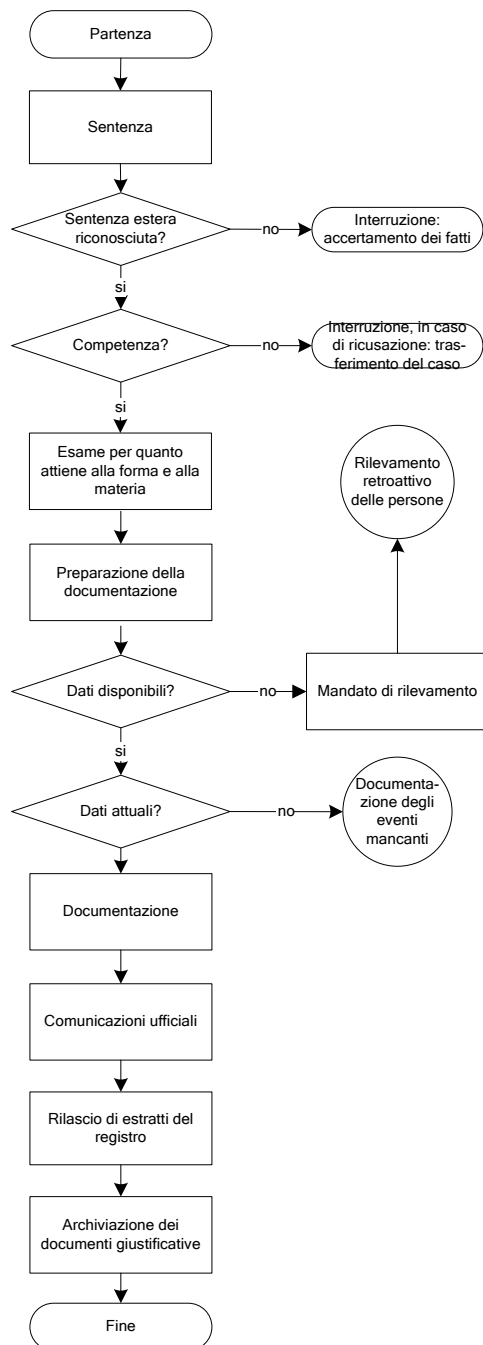 Partenza
Sentenza
Sentenza estera
riconosciuta?
no
Interruzione:
accertamento dei fatti
si
Competenza?
no
Interruzione, in caso
di ricusazione: tras-
ferimento del caso
si
Esame per quanto
attiene alla forma e alla
materia
Rilevamento
retroattivo
delle persone
Preparazione della
documentazione
Dati disponibili?
no
Mandato di rilevamento
si
Dati attuali?
no
Documenta-
zione degli
eventi
mancanti
Documentazione
Comunicazioni ufficiali
Rilascio di estratti del
registro
Archiviazione dei
documenti giustificative
Fine